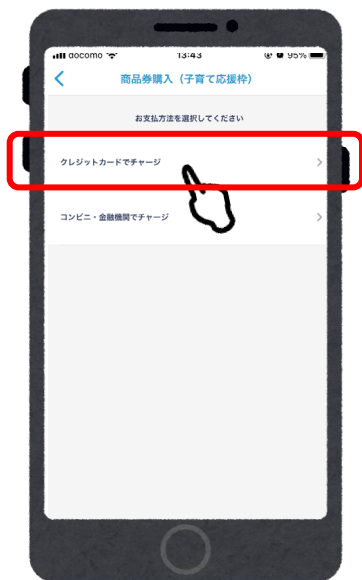 docomo 13:43 95%
商品券購入（子育て応援枠）
お支払方法を選択してください
クレジットカードでチャージ
コンビニ・金融機関でチャージ